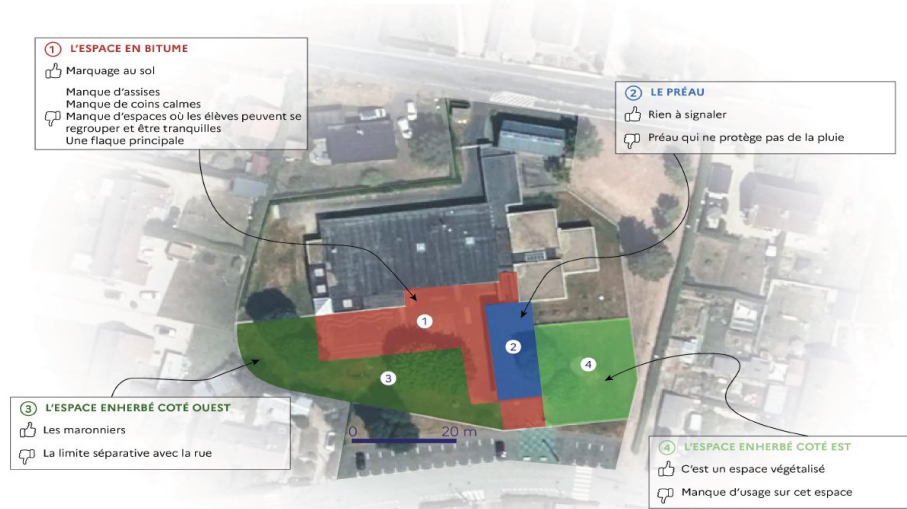 1 L'ESPACE EN BITUME
Marquage au sol
Manque d'assises
Manque de coins calmes
Manque d'espaces où les élèves peuvent se
regrouper et être tranquilles
Une flaque principale
2 LE PRÉAU
Rien à signaler
Préau qui ne protège pas de la pluie
1
2
4
3
3 L'ESPACE ENHERBÉ COTÉ OUEST
Les maronniers
La limite séparative avec la rue
0 20 m
4 L'ESPACE ENHERBÉ COTÉ EST
C'est un espace végétalisé
Manque d'usage sur cet espace